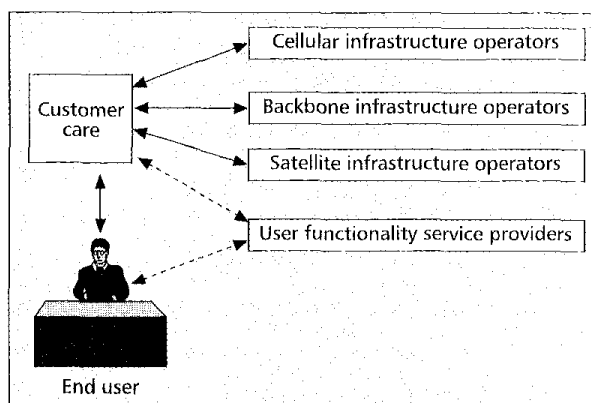 Cellular infrastructure operators
Customer
care
Backbone infrastructure operators
Satellite infrastructure operators
User functionality service providers
End user